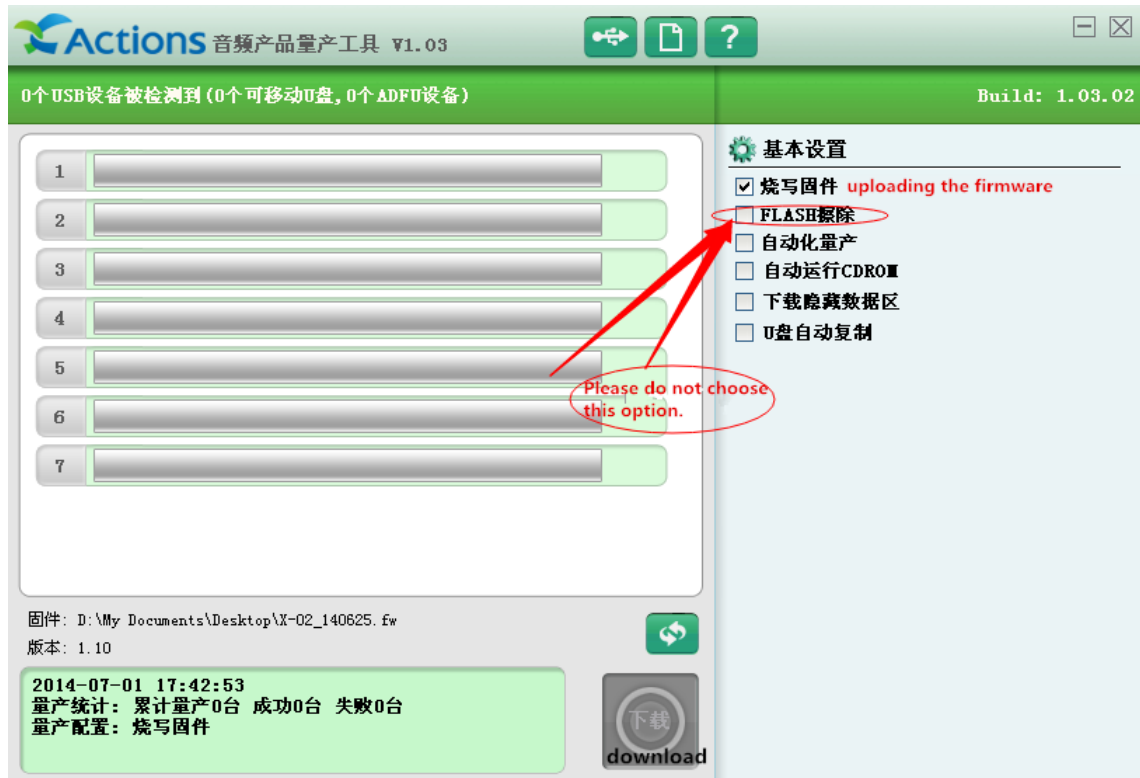 Actions 音频产品量产工具 V1.03
0个USB设备被检测到(0个可移动U盘,0个ADFU设备)
Build: 1.03.02
1
2
3
4
5
6
7
基本设置
烧写固件 uploading the firmware
FLASH擦除
自动化量产
自动运行CDROM
下载隐藏数据区
U盘自动复制
Please do not choose
this option.
固件: D:\My Documents\Desktop\X-02_140625.fw
版本: 1.10
2014-07-01 17:42:53
量产统计: 累计量产0台 成功0台 失败0台
量产配置: 烧写固件
下载
download